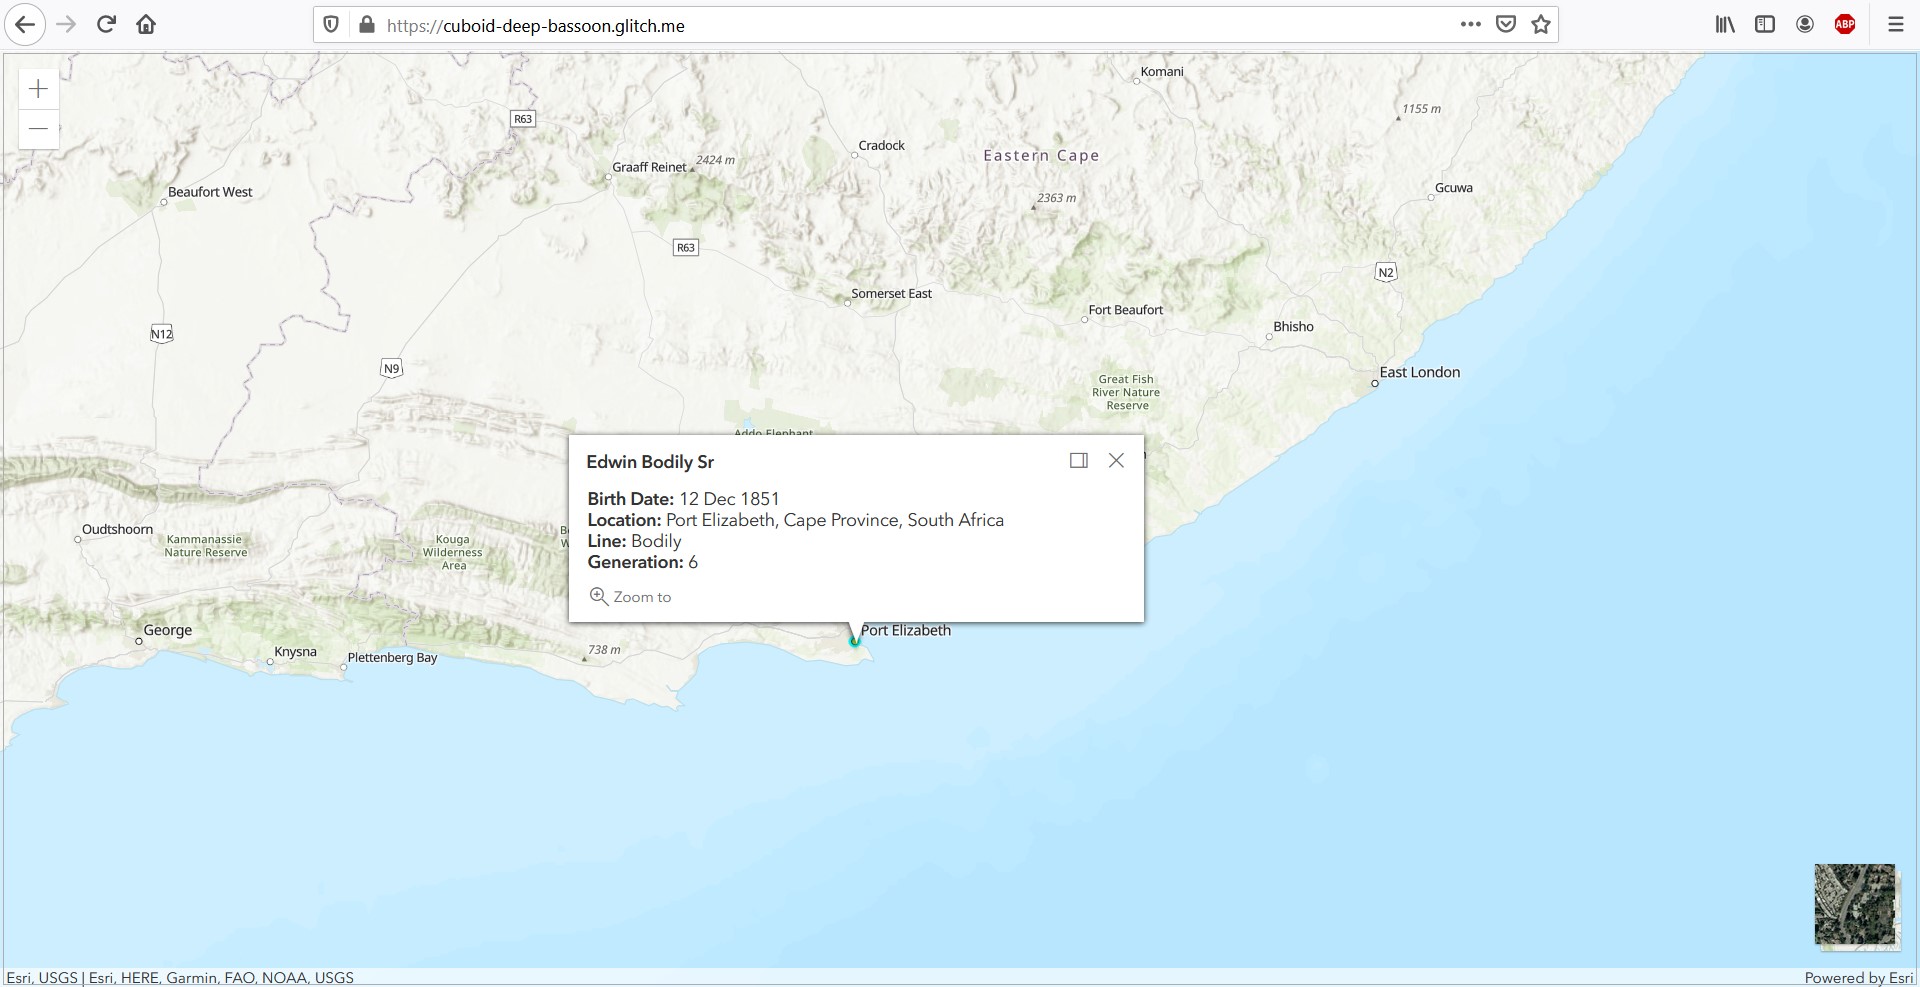 https://cuboid-deep-bassoon.glitch.me
ABP
Komani
1155 m
R63
Cradock
Eastern Cape
Graaff Reinet
2424 m
Beaufort West
Gcuwa
2363 m
R63
N2
Somerset East
Fort Beaufort
Bhisho
N12
N9
East London
Great Fish
River Nature
Reserve
Addo Elephant
Edwin Bodily Sr
Birth Date: 12 Dec 1851
Location: Port Elizabeth, Cape Province, South Africa
Line: Bodily
Generation: 6
Zoom to
Oudtshoorn
Kammanassie
Nature Reserve
Kouga
Wilderness
Area
George
Port Elizabeth
Knysna
Plettenberg Bay
738 m
Esri, USGS | Esri, HERE, Garmin, FAO, NOAA, USGS
Powered by Esri